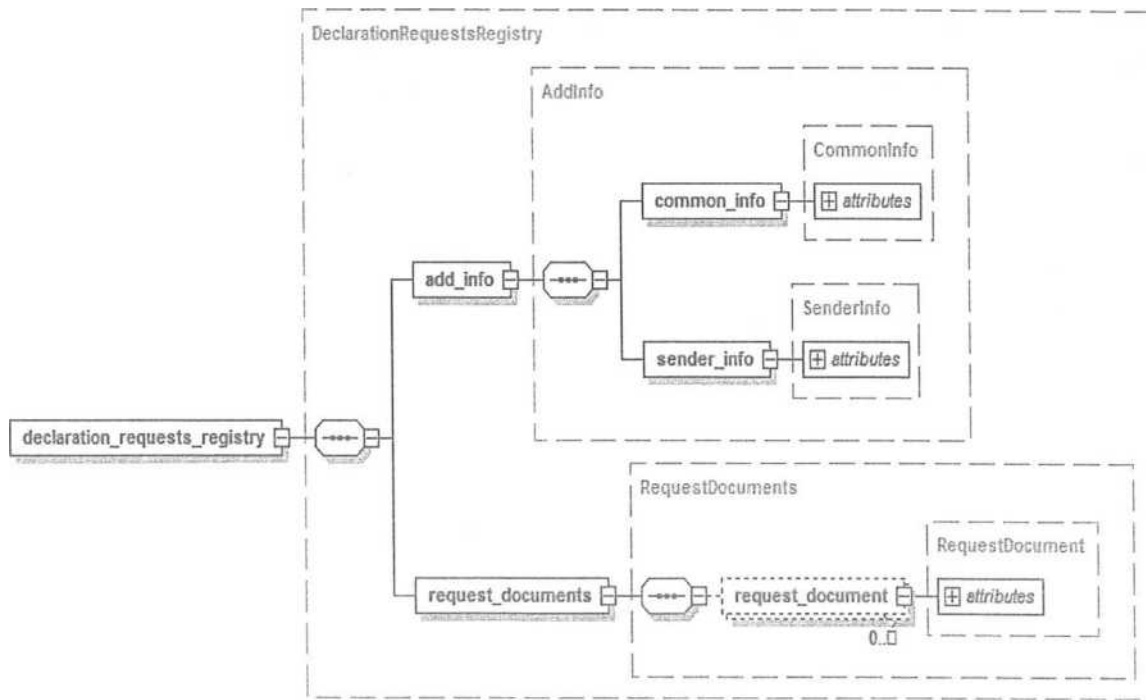 DeclarationRequestsRegistry
AddInfo
CommonInfo
common_info
attributes
add_info
SenderInfo
sender_info
attributes
declaration_requests_registry
RequestDocuments
RequestDocument
request_documents
request_document
attributes
0..□